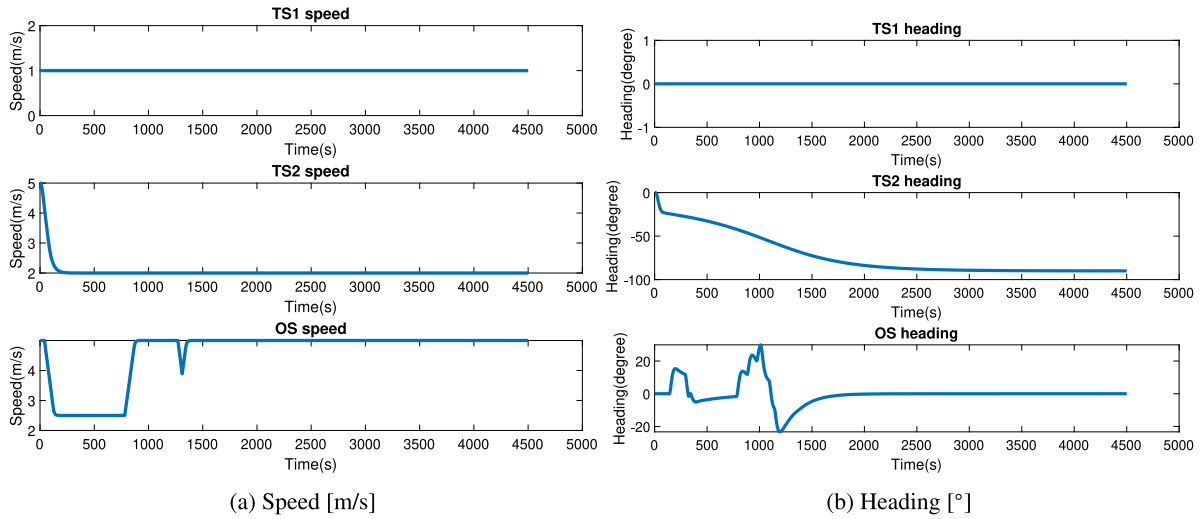 TS1 speed
2
1
0
Speed(m/s)
0 500 1000 1500 2000 2500 3000 3500 4000 4500 5000
Time(s)
TS2 speed
5
4
3
2
Speed(m/s)
0 500 1000 1500 2000 2500 3000 3500 4000 4500 5000
Time(s)
OS speed
4
3
2
Speed(m/s)
0 500 1000 1500 2000 2500 3000 3500 4000 4500 5000
Time(s)
(a) Speed [m/s]
TS1 heading
1
0
-1
Heading(degree)
0 500 1000 1500 2000 2500 3000 3500 4000 4500 5000
Time(s)
TS2 heading
0
-50
-100
Heading(degree)
0 500 1000 1500 2000 2500 3000 3500 4000 4500 5000
Time(s)
OS heading
20
0
-20
Heading(degree)
0 500 1000 1500 2000 2500 3000 3500 4000 4500 5000
Time(s)
(b) Heading [°]